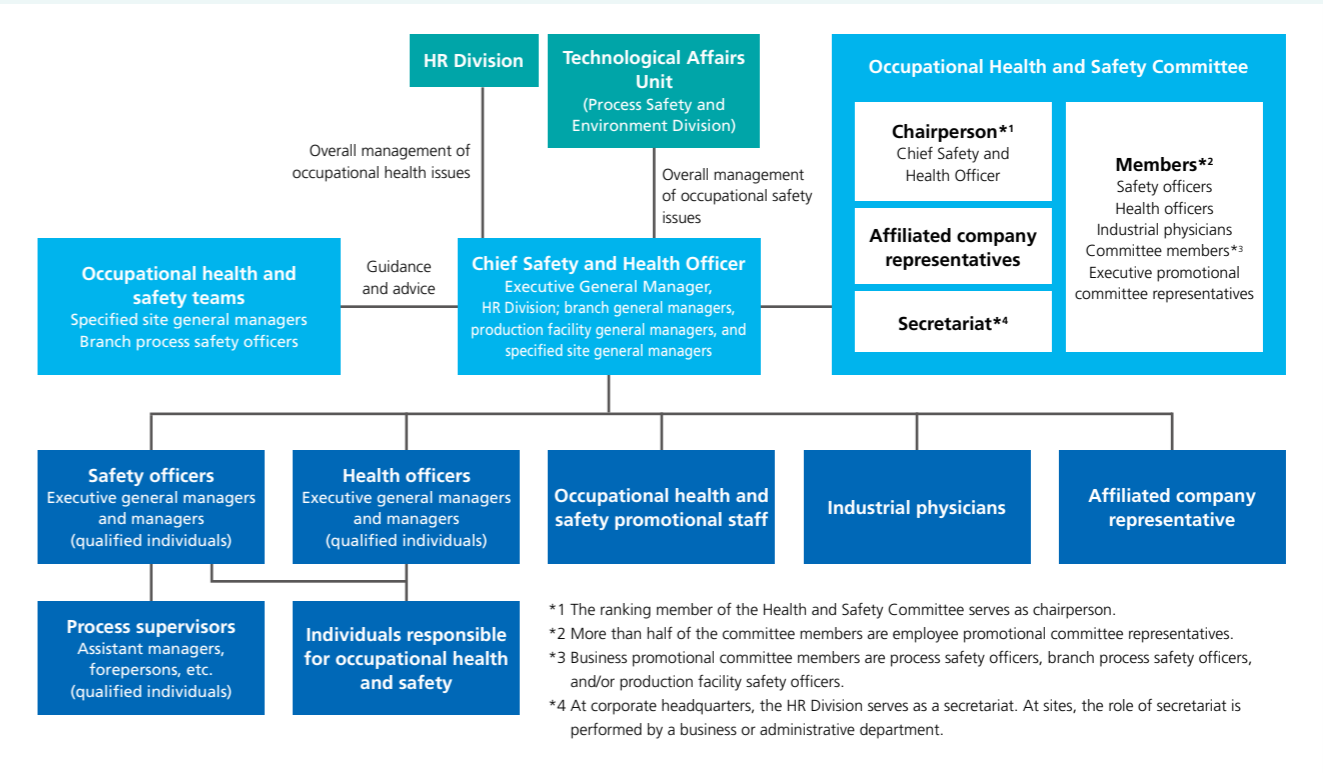 HR Division
Technological Affairs
Unit
(Process Safety and
Environment Division)
Occupational Health and Safety Committee
Chairperson*1
Chief Safety and
Health Officer
Affiliated company
representatives
Secretariat*4
Members*2
Safety officers
Health officers
Industrial physicians
Committee members*3
Executive promotional
committee representatives
Overall management of
occupational health issues
Overall management
of occupational safety
issues
Occupational health and
safety teams
Specified site general managers
Branch process safety officers
Guidance
and advice
Chief Safety and Health Officer
Executive General Manager,
HR Division; branch general managers,
production facility general managers, and
specified site general managers
Safety officers
Executive general managers
and managers
(qualified individuals)
Health officers
Executive general managers
and managers
(qualified individuals)
Occupational health and
safety promotional staff
Industrial physicians
Affiliated company
representative
Process supervisors
Assistant managers,
forepersons, etc.
(qualified individuals)
Individuals responsible
for occupational health
and safety
*1 The ranking member of the Health and Safety Committee serves as chairperson.
*2 More than half of the committee members are employee promotional committee representatives.
*3 Business promotional committee members are process safety officers, branch process safety officers,
and/or production facility safety officers.
*4 At corporate headquarters, the HR Division serves as a secretariat. At sites, the role of secretariat is
performed by a business or administrative department.